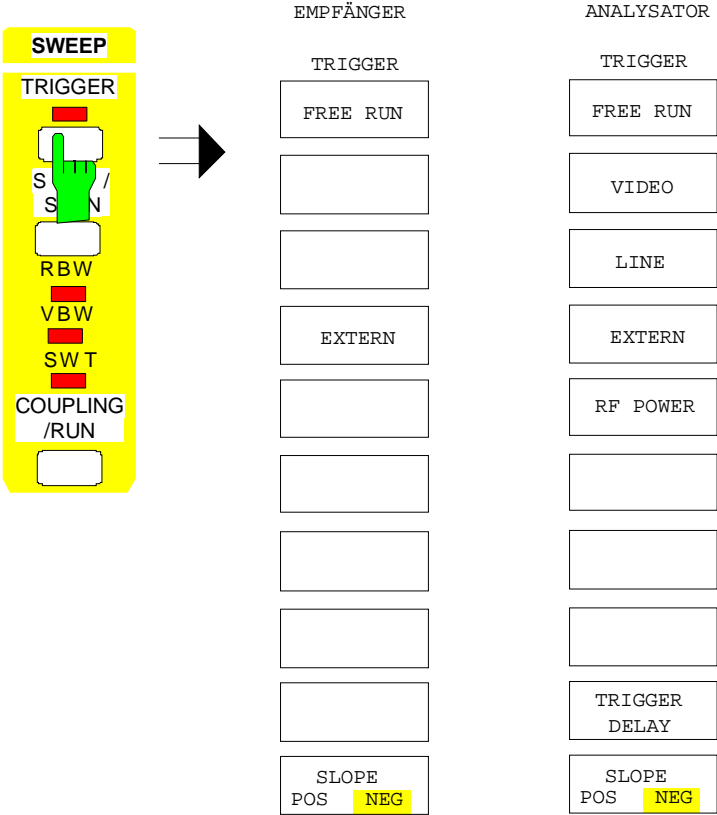 SWEEP
TRIGGER
S /
S N
RBW
VBW
SWT
COUPLING
/RUN
EMPFÄNGER
TRIGGER
FREE RUN
EXTERN
SLOPE
POS NEG
ANALYSATOR
TRIGGER
FREE RUN
VIDEO
LINE
EXTERN
RF POWER
TRIGGER
DELAY
SLOPE
POS NEG